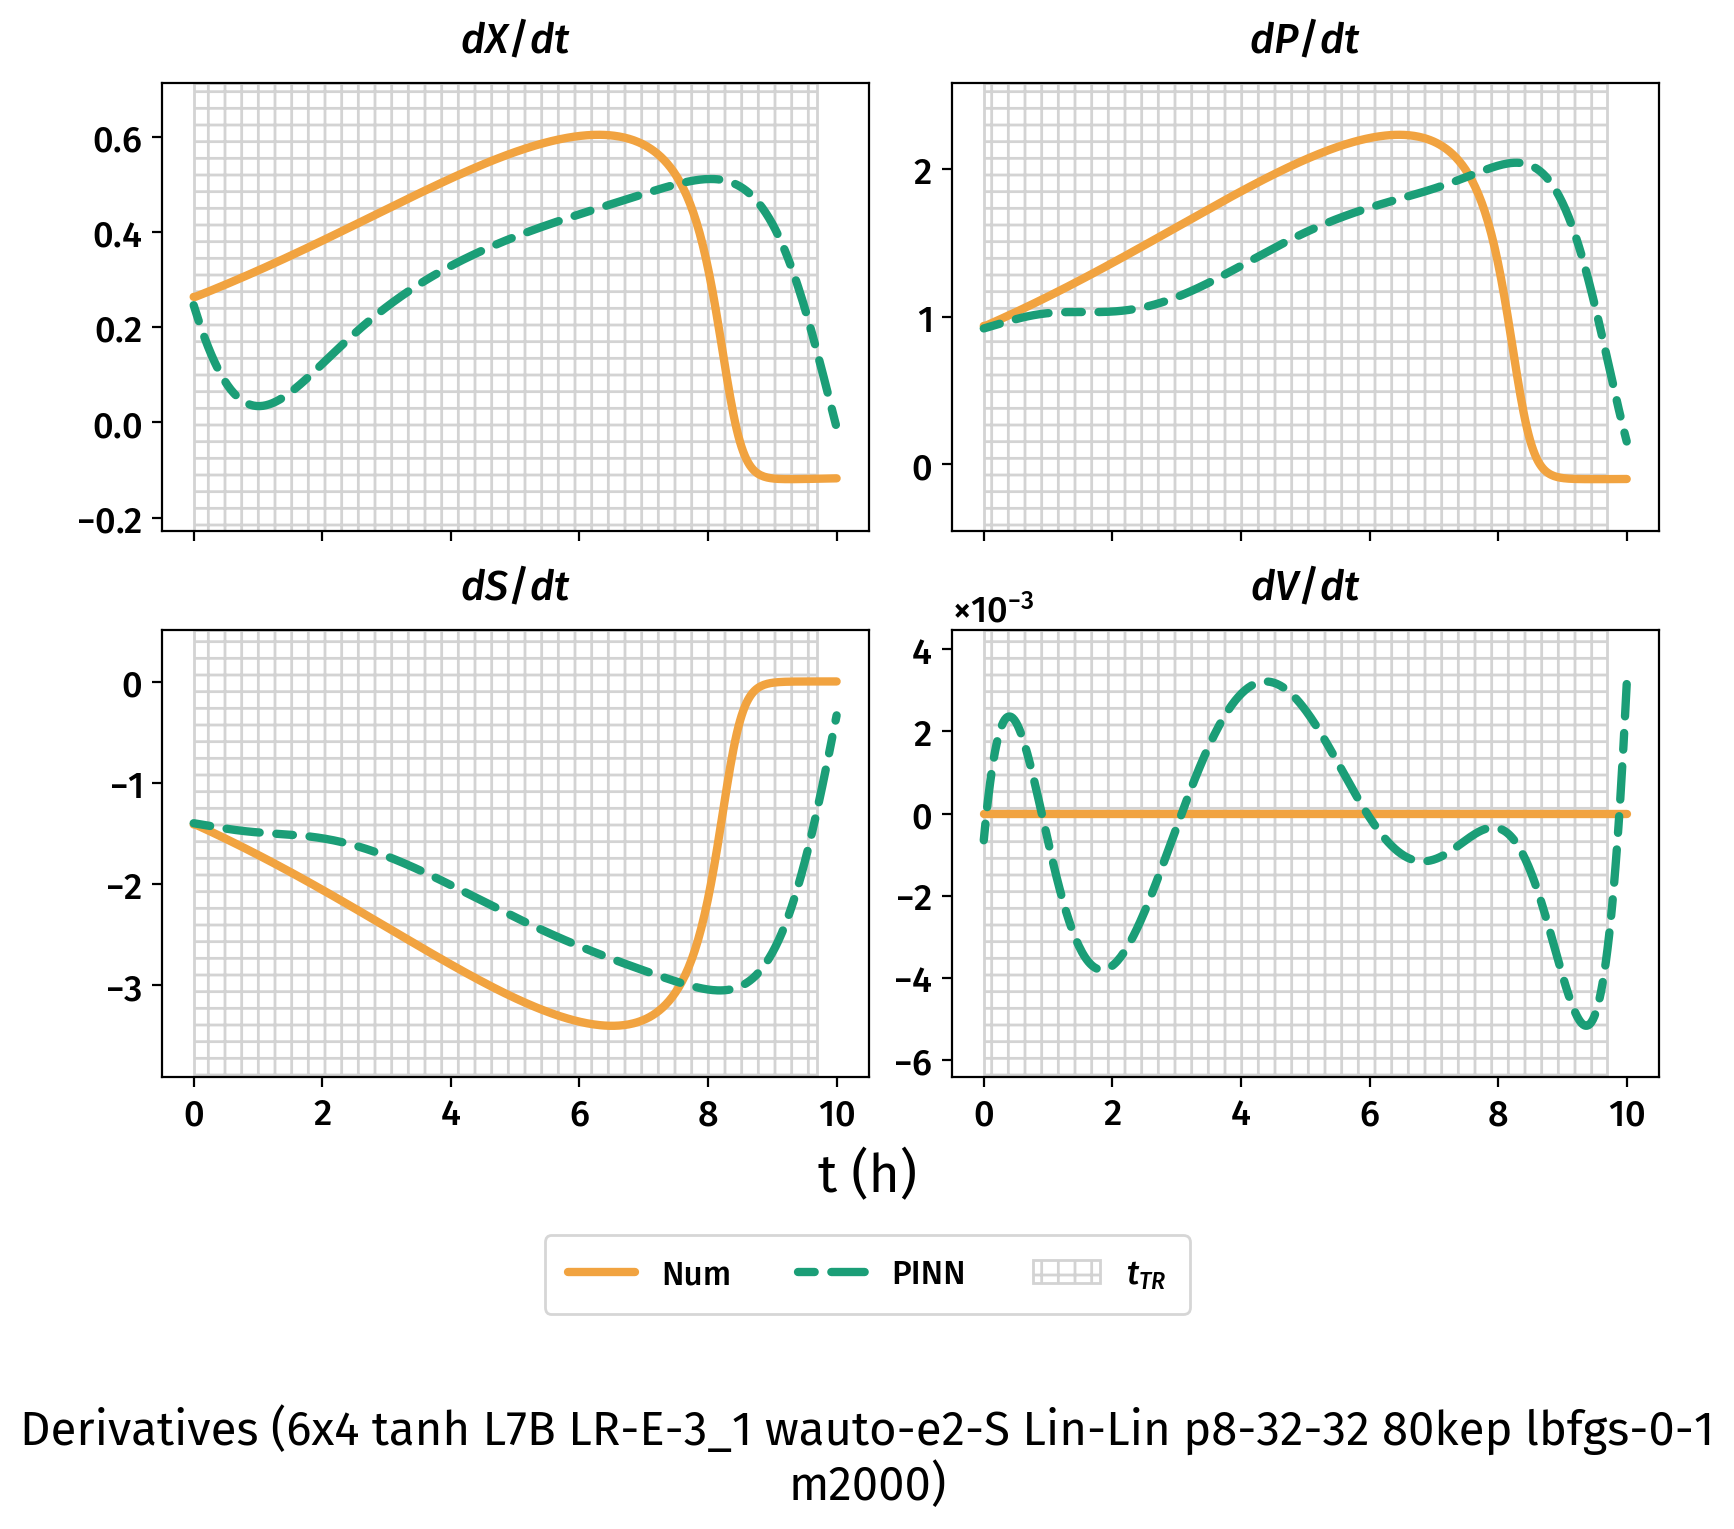 dX/dt
dP/dt
0.6
0.4
0.2
0.0
−0.2
2
1
0
dS/dt
dV/dt
×10⁻³
0
−1
−2
−3
4
2
0
−2
−4
−6
0 2 4 6 8 10
0 2 4 6 8 10
t (h)
Num PINN t_TR
Derivatives (6x4 tanh L7B LR-E-3_1 wauto-e2-S Lin-Lin p8-32-32 80kep lbfgs-0-1
m2000)